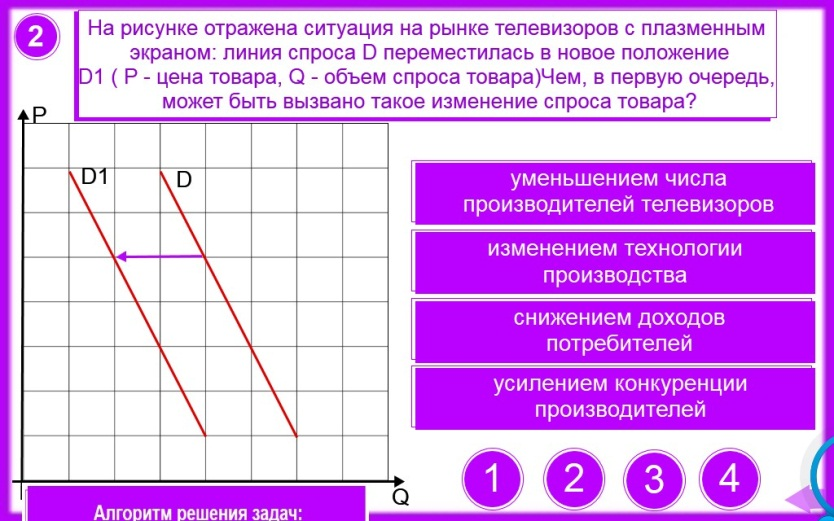 2
На рисунке отражена ситуация на рынке телевизоров с плазменным
экраном: линия спроса D переместилась в новое положение
D1 ( P - цена товара, Q - объем спроса товара)Чем, в первую очередь,
может быть вызвано такое изменение спроса товара?
P
D1
D
Q
уменьшением числа
производителей телевизоров
изменением технологии
производства
снижением доходов
потребителей
усилением конкуренции
производителей
1 2 3 4
Алгоритм решения задач: